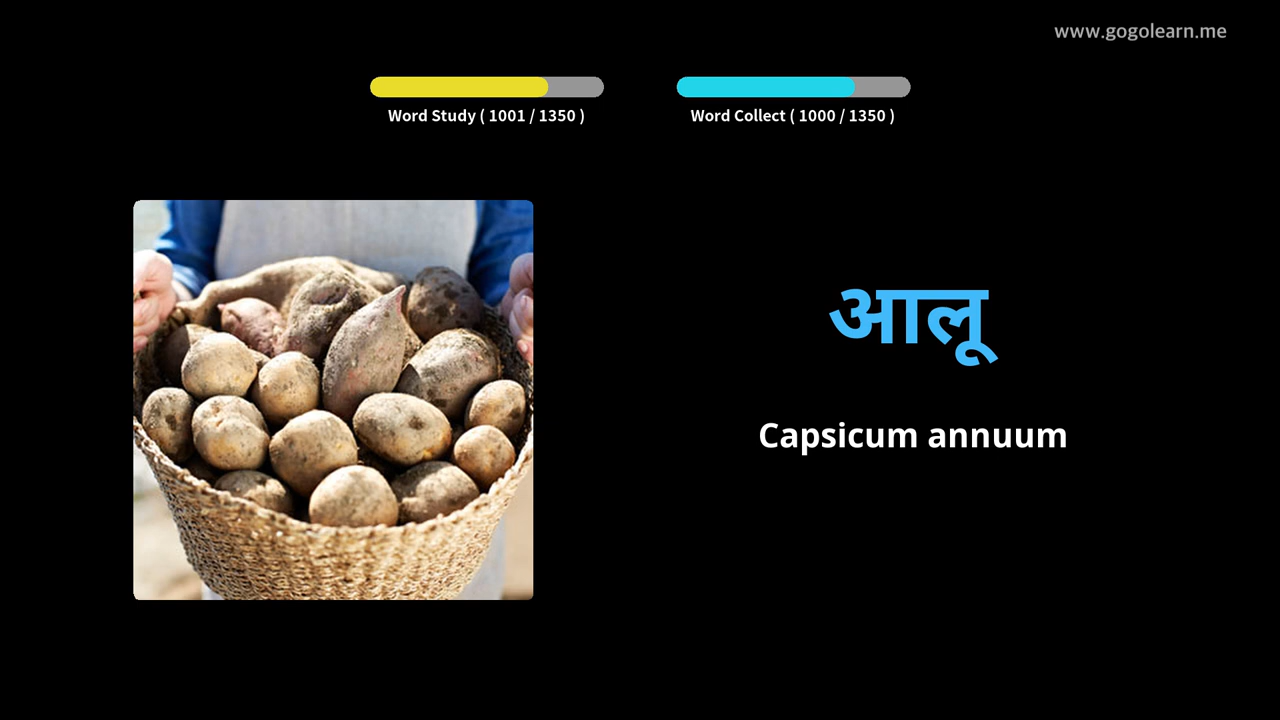 www.gogolearn.me
Word Study ( 1001 / 1350 )
Word Collect ( 1000 / 1350 )
आलू
Capsicum annuum